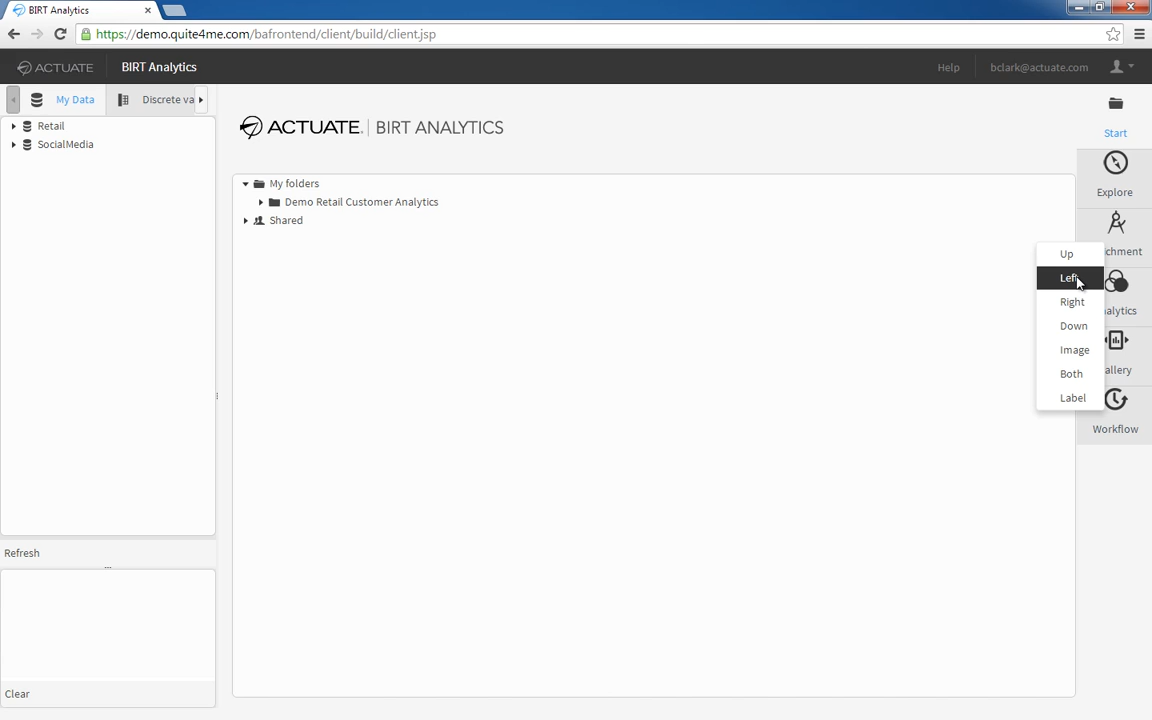 BIRT Analytics
https://demo.quite4me.com/bafrontend/client/build/client.jsp
ACTUATE BIRT Analytics Help bclark@actuate.com
My Data Discrete va
Retail
SocialMedia
ACTUATE. BIRT ANALYTICS
My folders
Demo Retail Customer Analytics
Shared
Start
Explore
chment
alytics
allery
Workflow
Up
Left
Right
Down
Image
Both
Label
Refresh
Clear